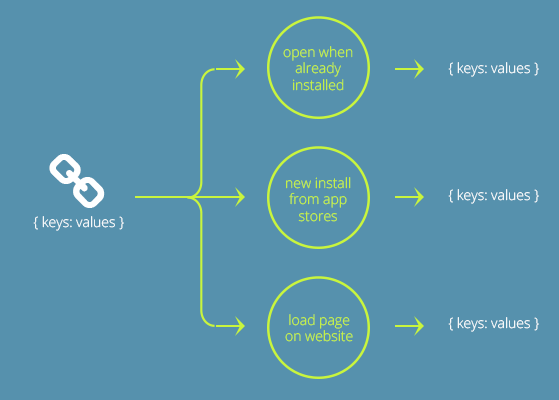 { keys: values }
open when
already
installed
{ keys: values }
new install
from app
stores
{ keys: values }
load page
on website
{ keys: values }